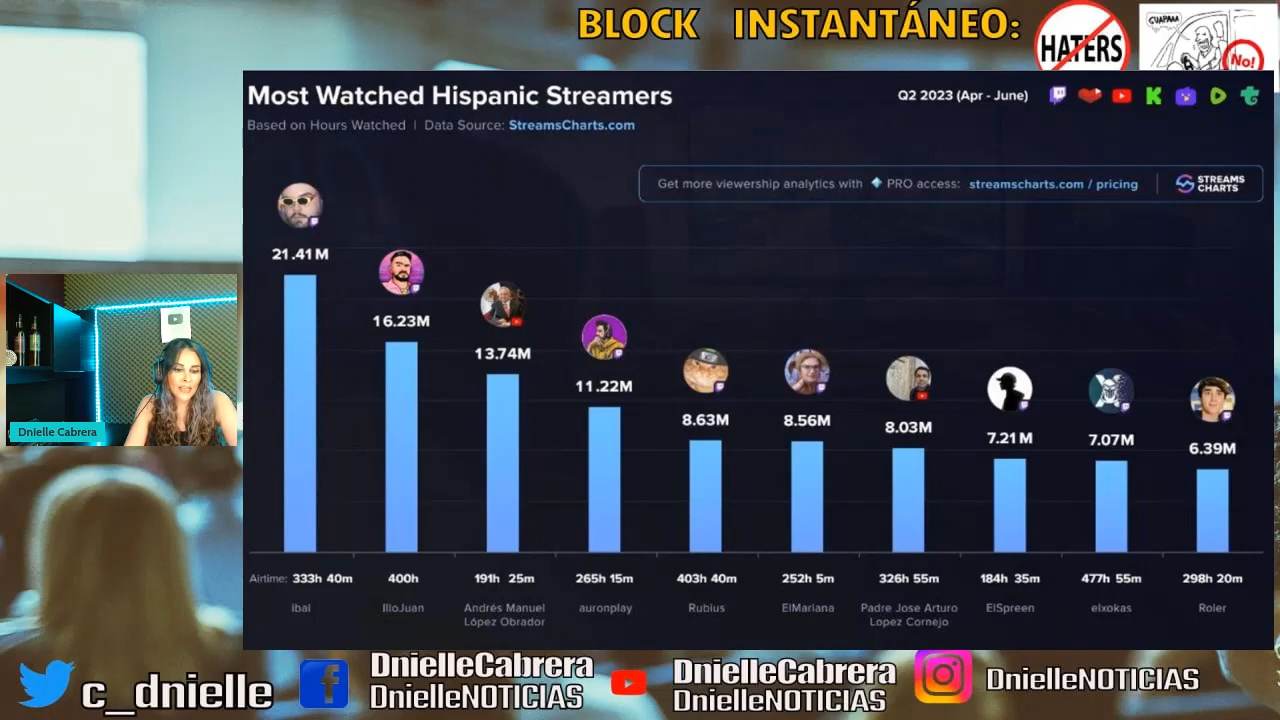 BLOCK INSTANTÁNEO:
HATERS
GUAPAAA
No!
Most Watched Hispanic Streamers
Q2 2023 (Apr - June)
Based on Hours Watched | Data Source: StreamsCharts.com
Get more viewership analytics with PRO access: streamscharts.com / pricing
STREAMS
CHARTS
21.41M
16.23M
13.74M
11.22M
8.63M
8.56M
8.03M
7.21M
7.07M
6.39M
Airtime: 333h 40m 400h 191h 25m 265h 15m 403h 40m 252h 5m 326h 55m 184h 35m 477h 55m 298h 20m
ibai IlloJuan Andrés Manuel López Obrador auronplay Rubius ElMariana Padre Jose Arturo Lopez Cornejo ElSpreen elxokas Roier
Dnielle Cabrera
c_dnielle
DnielleCabrera
DnielleNOTICIAS
DnielleCabrera
DnielleNOTICIAS
DnielleNOTICIAS